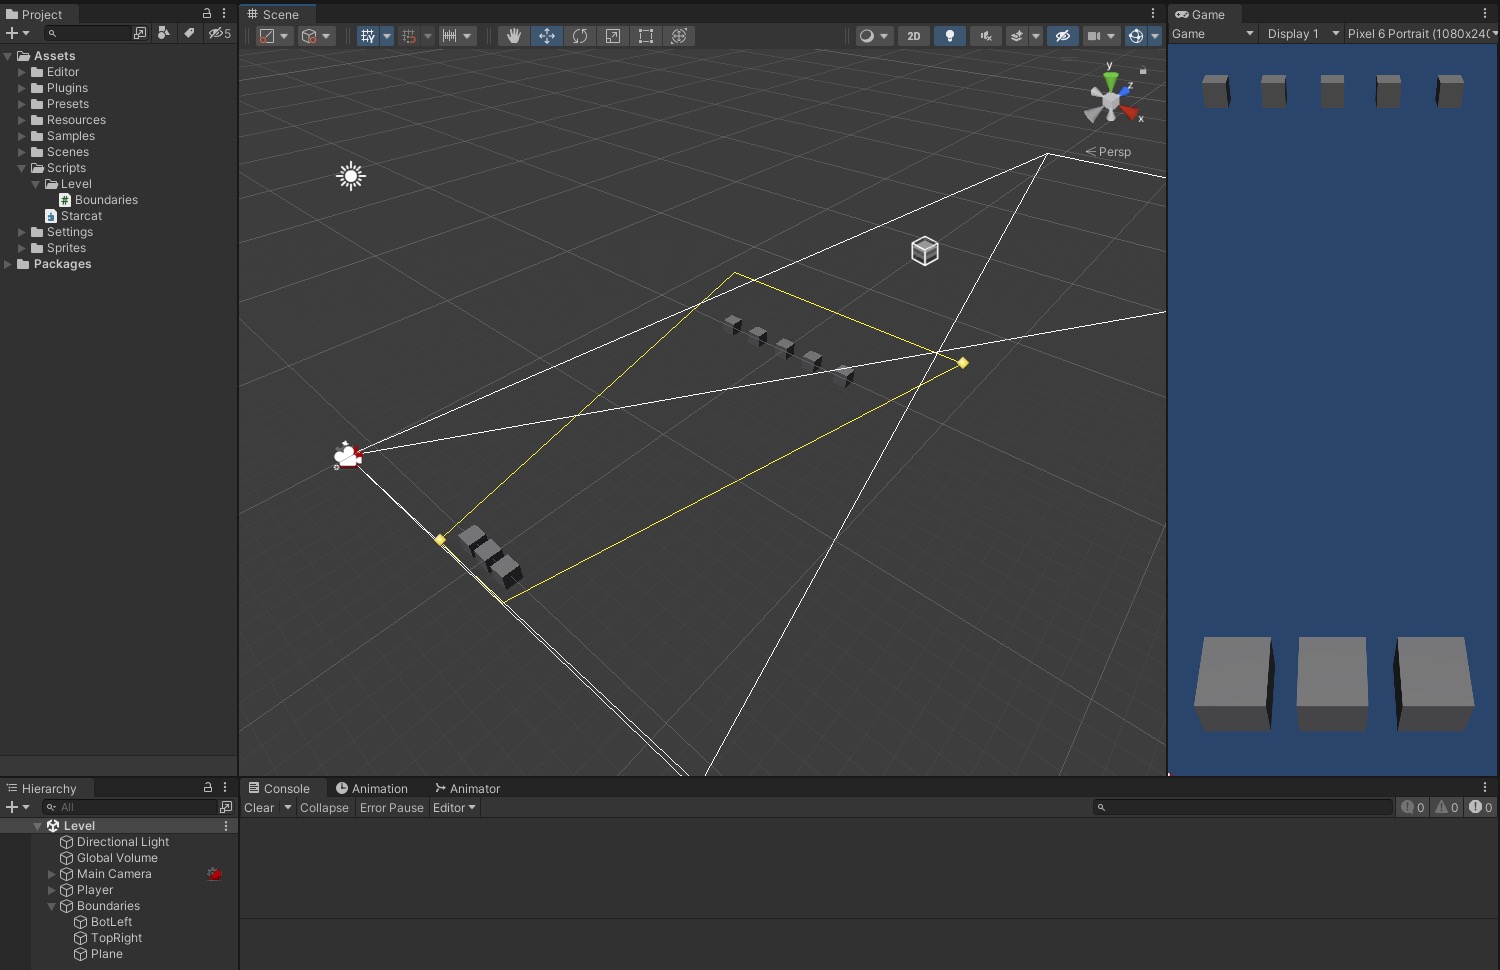 Project
5
Assets
Editor
Plugins
Presets
Resources
Samples
Scenes
Scripts
Level
Boundaries
Starcat
Settings
Sprites
Packages
Scene
2D
y
z
x
Persp
Game
Game
Display 1
Pixel 6 Portrait (1080x240
Hierarchy
All
Level
Directional Light
Global Volume
Main Camera
Player
Boundaries
BotLeft
TopRight
Plane
Console
Animation
Animator
Clear
Collapse
Error Pause
Editor
0
0
0